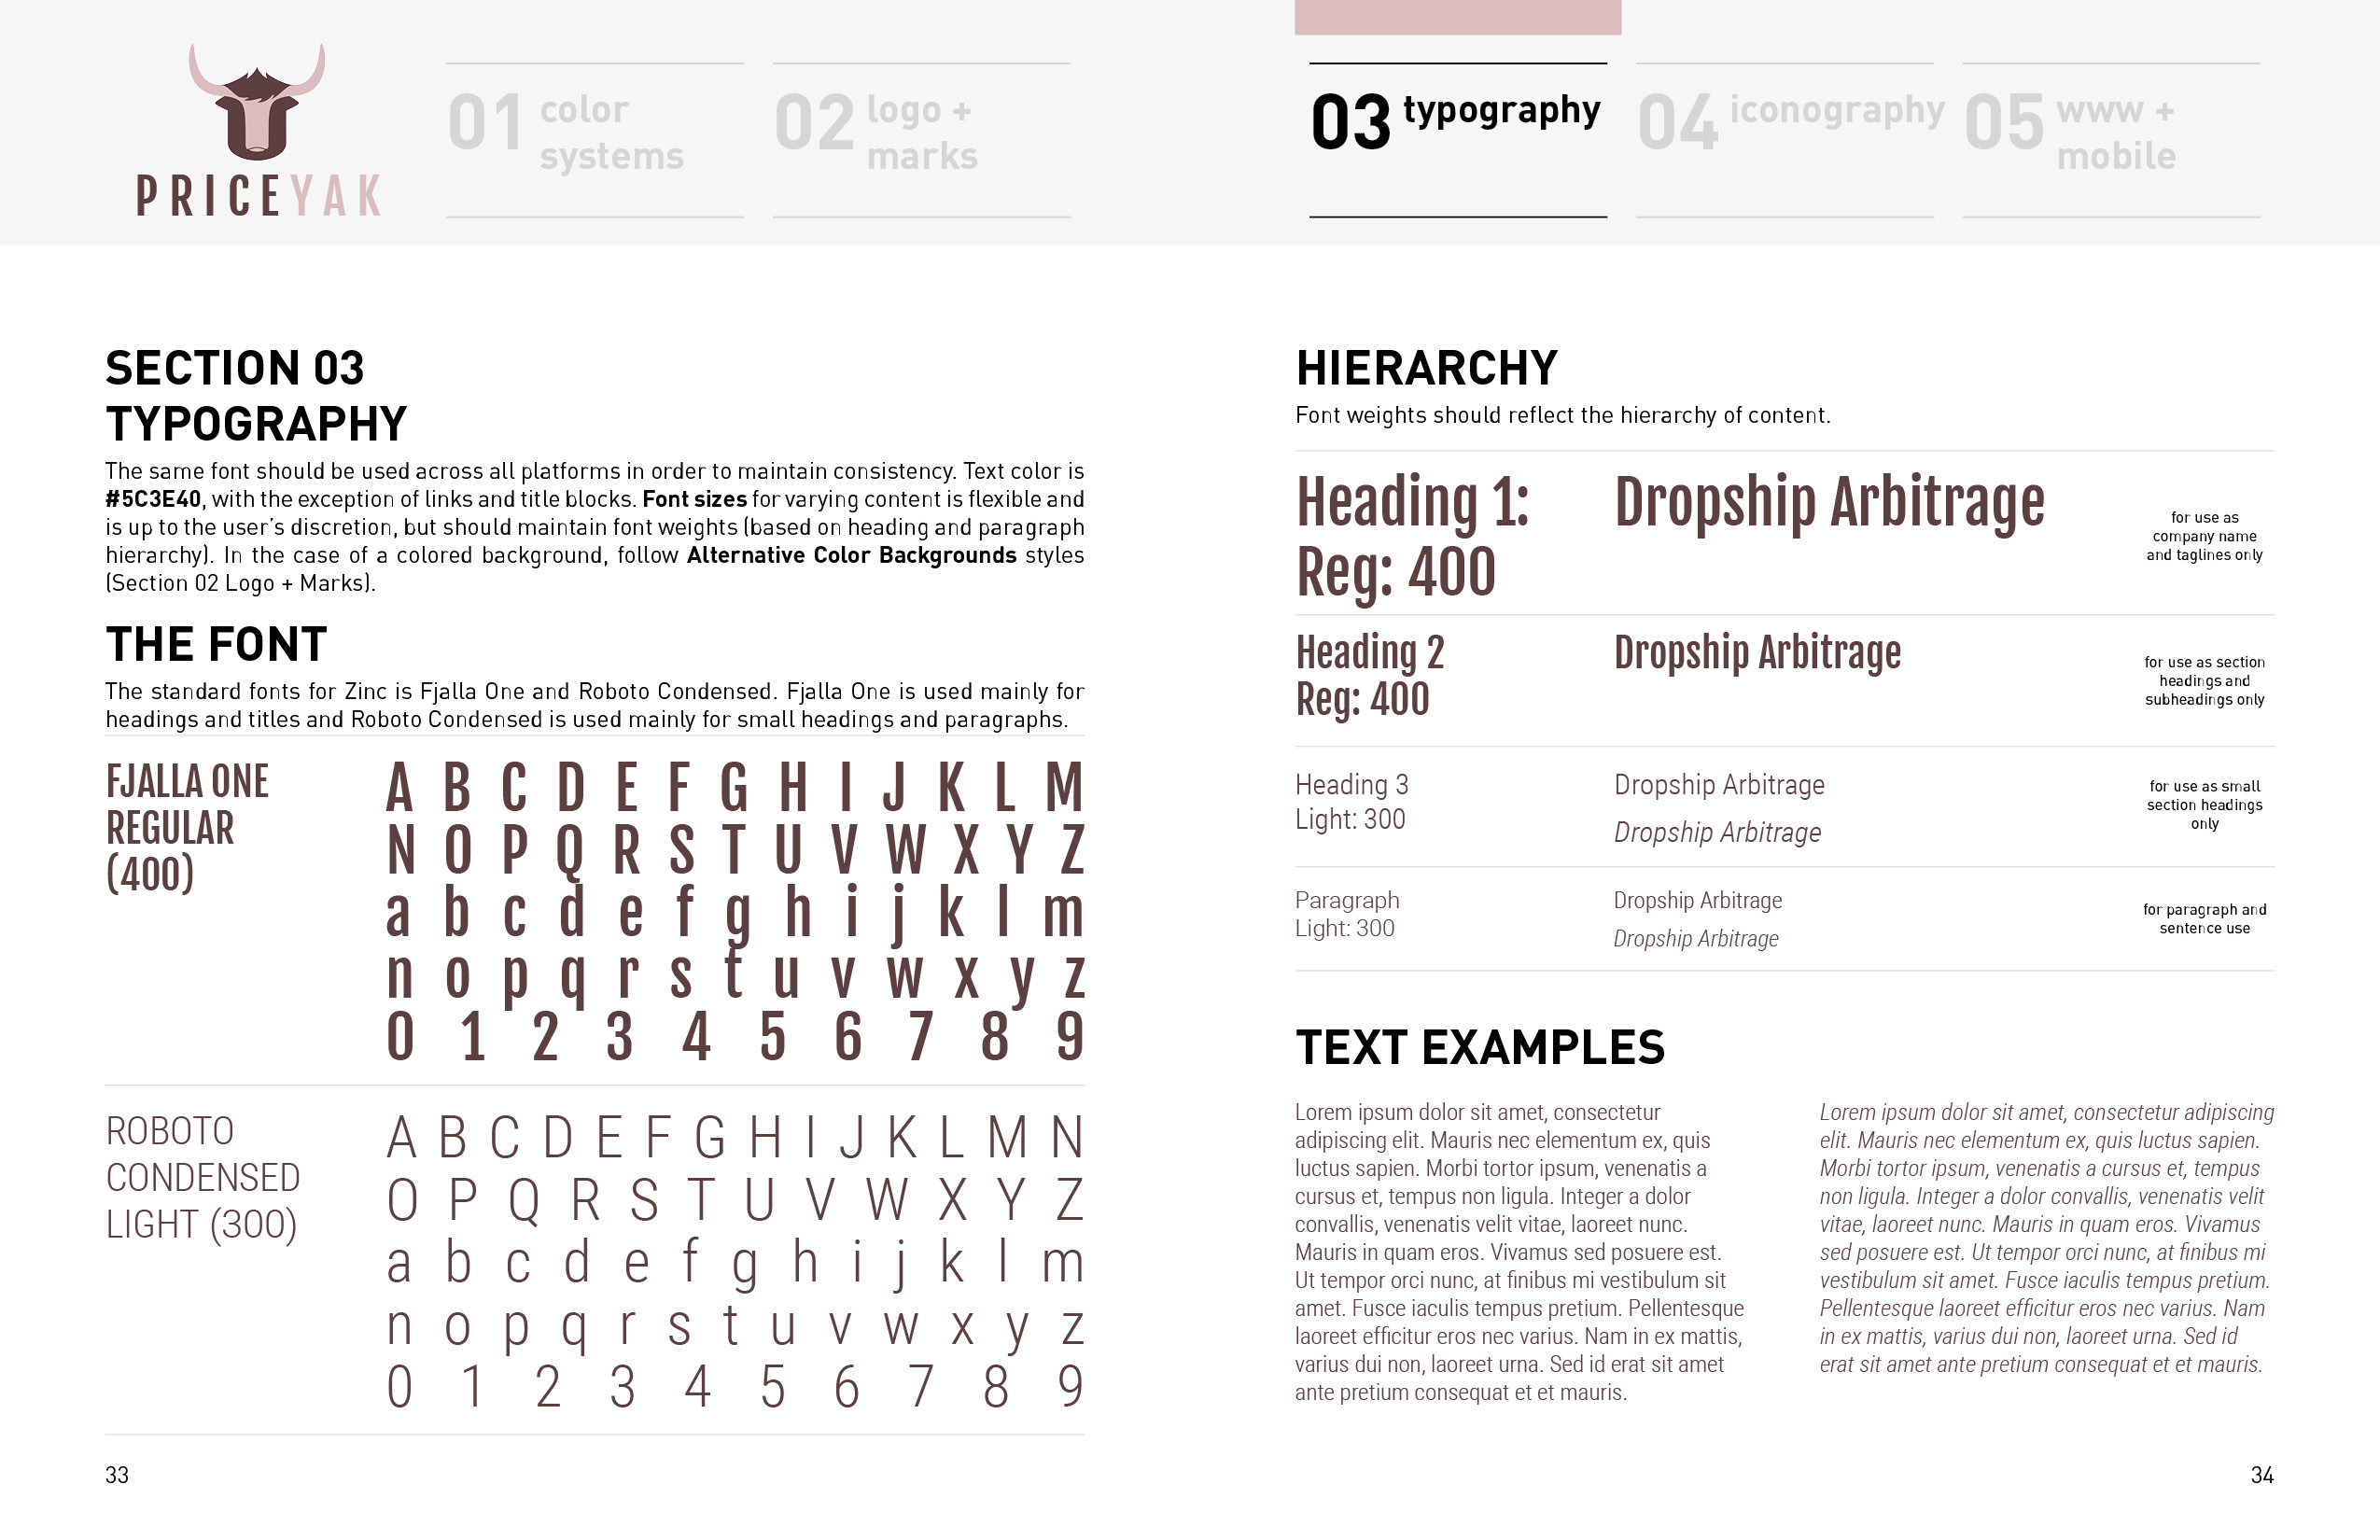 PRICEYAK
01 color
systems
02 logo +
marks
03 typography
04 iconography
05 www +
mobile
SECTION 03
TYPOGRAPHY
The same font should be used across all platforms in order to maintain consistency. Text color is
#5C3E40, with the exception of links and title blocks. Font sizes for varying content is flexible and
is up to the user’s discretion, but should maintain font weights (based on heading and paragraph
hierarchy). In the case of a colored background, follow Alternative Color Backgrounds styles
(Section 02 Logo + Marks).
THE FONT
The standard fonts for Zinc is Fjalla One and Roboto Condensed. Fjalla One is used mainly for
headings and titles and Roboto Condensed is used mainly for small headings and paragraphs.
FJALLA ONE
REGULAR
(400)
A B C D E F G H I J K L M
N O P Q R S T U V W X Y Z
a b c d e f g h i j k l m
n o p q r s t u v w x y z
0 1 2 3 4 5 6 7 8 9
ROBOTO
CONDENSED
LIGHT (300)
A B C D E F G H I J K L M N
O P Q R S T U V W X Y Z
a b c d e f g h i j k l m
n o p q r s t u v w x y z
0 1 2 3 4 5 6 7 8 9
33
HIERARCHY
Font weights should reflect the hierarchy of content.
Heading 1:
Reg: 400
Dropship Arbitrage
for use as
company name
and taglines only
Heading 2
Reg: 400
Dropship Arbitrage
for use as section
headings and
subheadings only
Heading 3
Light: 300
Dropship Arbitrage
Dropship Arbitrage
for use as small
section headings
only
Paragraph
Light: 300
Dropship Arbitrage
Dropship Arbitrage
for paragraph and
sentence use
TEXT EXAMPLES
Lorem ipsum dolor sit amet, consectetur
adipiscing elit. Mauris nec elementum ex, quis
luctus sapien. Morbi tortor ipsum, venenatis a
cursus et, tempus non ligula. Integer a dolor
convallis, venenatis velit vitae, laoreet nunc.
Mauris in quam eros. Vivamus sed posuere est.
Ut tempor orci nunc, at finibus mi vestibulum sit
amet. Fusce iaculis tempus pretium. Pellentesque
laoreet efficitur eros nec varius. Nam in ex mattis,
varius dui non, laoreet urna. Sed id erat sit amet
ante pretium consequat et et mauris.
Lorem ipsum dolor sit amet, consectetur adipiscing
elit. Mauris nec elementum ex, quis luctus sapien.
Morbi tortor ipsum, venenatis a cursus et, tempus
non ligula. Integer a dolor convallis, venenatis velit
vitae, laoreet nunc. Mauris in quam eros. Vivamus
sed posuere est. Ut tempor orci nunc, at finibus mi
vestibulum sit amet. Fusce iaculis tempus pretium.
Pellentesque laoreet efficitur eros nec varius. Nam
in ex mattis, varius dui non, laoreet urna. Sed id
erat sit amet ante pretium consequat et et mauris.
34